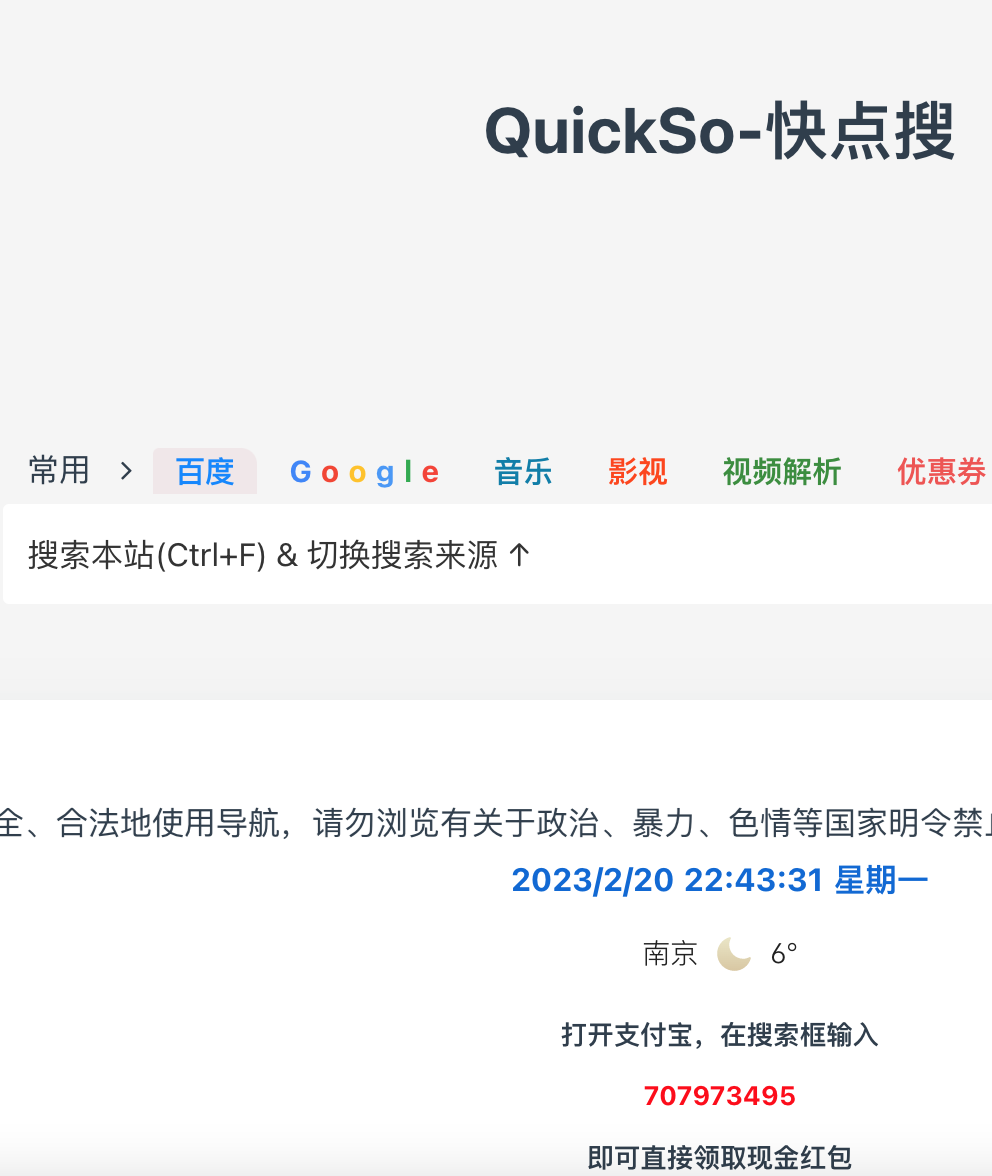 QuickSo-快点搜
常用 > 百度 Google 音乐 影视 视频解析 优惠券
搜索本站(Ctrl+F) & 切换搜索来源 ↑
全、合法地使用导航，请勿浏览有关于政治、暴力、色情等国家明令禁止
2023/2/20 22:43:31 星期一
南京 6°
打开支付宝，在搜索框输入
707973495
即可直接领取现金红包